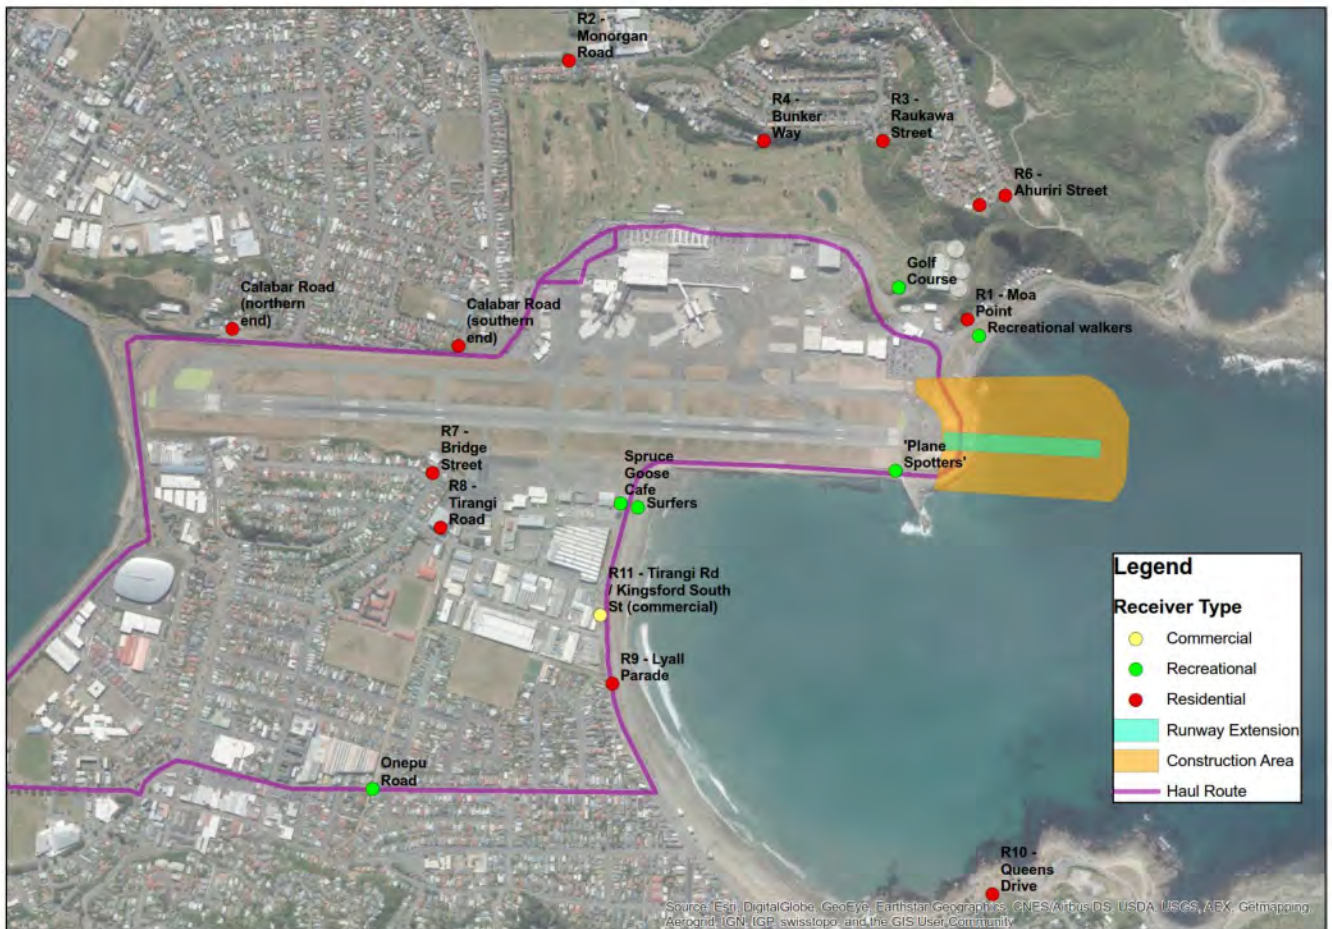 R2 -
Monorgan
Road
R4 -
Bunker
Way
R3 -
Raukawa
Street
R6 -
Ahuriri Street
Golf
Course
Calabar Road
(northern
end)
Calabar Road
(southern
end)
R1 - Moa
Point
Recreational walkers
R7 -
Bridge
Street
R8 -
Tirangi
Road
Spruce
Goose
Cafe
Surfers
'Plane
Spotters'
R11 - Tirangi Rd
/ Kingsford South
St (commercial)
R9 - Lyall
Parade
Onepu
Road
R10 -
Queens
Drive
Legend
Receiver Type
Commercial
Recreational
Residential
Runway Extension
Construction Area
Haul Route
Source: Esri, DigitalGlobe, GeoEye, Earthstar Geographics, CNES/Airbus DS, USDA, USGS, AEX, Getmapping,
Aerogrid, IGN, IGP, swisstopo, and the GIS User Community